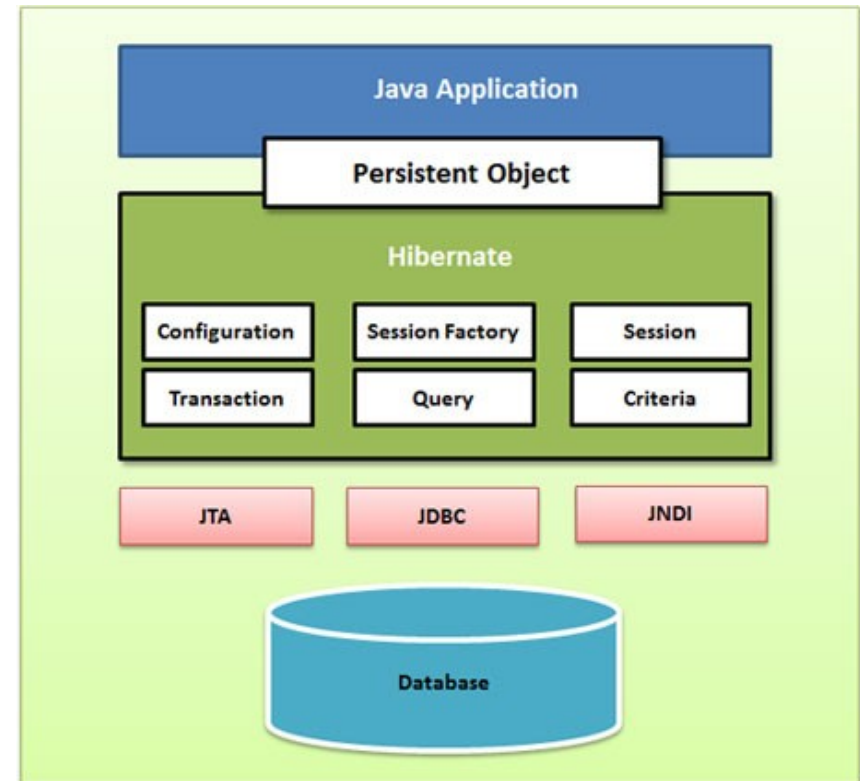 Java Application
Persistent Object
Hibernate
Configuration
Session Factory
Session
Transaction
Query
Criteria
JTA
JDBC
JNDI
Database